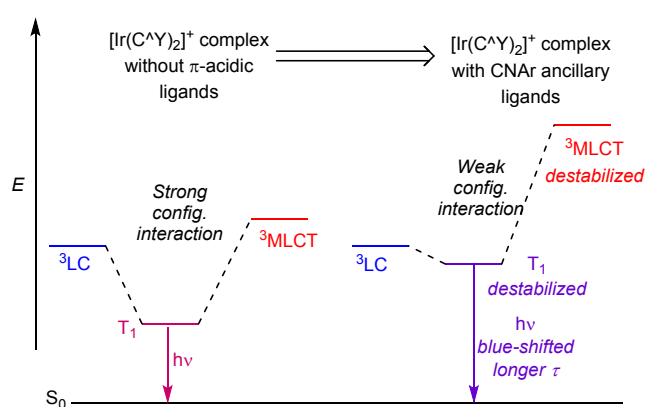 [Ir(C^Y)₂]⁺ complex
without π-acidic
ligands
[Ir(C^Y)₂]⁺ complex
with CNAr ancillary
ligands
E
Strong
config.
interaction
³LC
³MLCT
T₁
hν
Weak
config.
interaction
³MLCT
destabilized
³LC
T₁
destabilized
hν
blue-shifted
longer τ
S₀